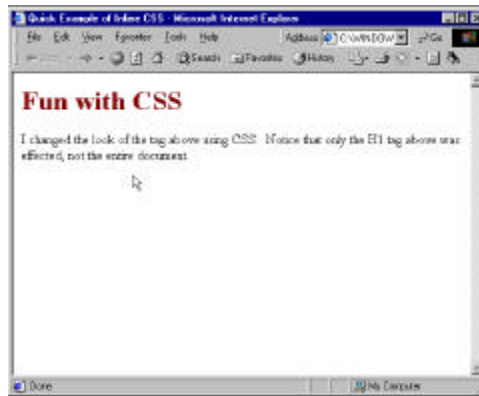 Quick Example of Inline CSS - Microsoft Internet Explorer
File Edit View Favorites Tools Help Address C:\WINDOW Go
Search Favorites History
Fun with CSS
I changed the look of the tag above using CSS. Notice that only the H1 tag above was
effected, not the entire document.
Done My Computer